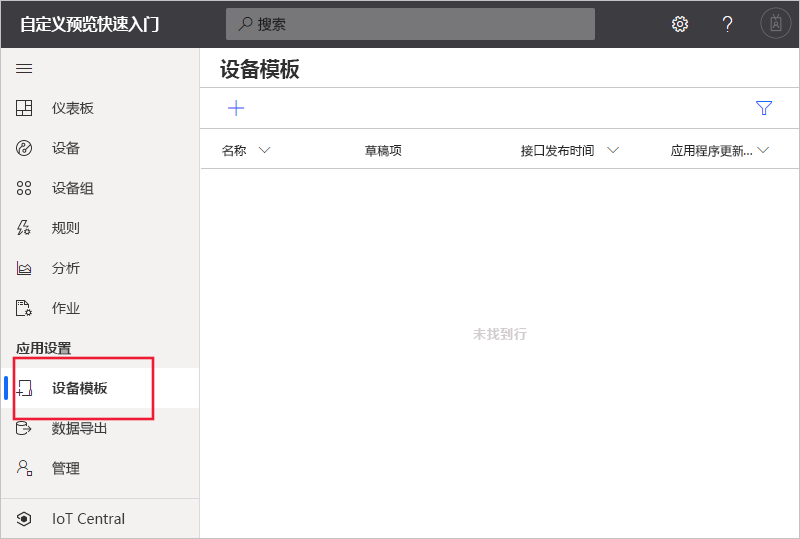 自定义预览快速入门
搜索
设备模板
仪表板
设备
设备组
规则
分析
作业
应用设置
设备模板
数据导出
管理
IoT Central
名称 草稿项 接口发布时间 应用程序更新...
未找到行